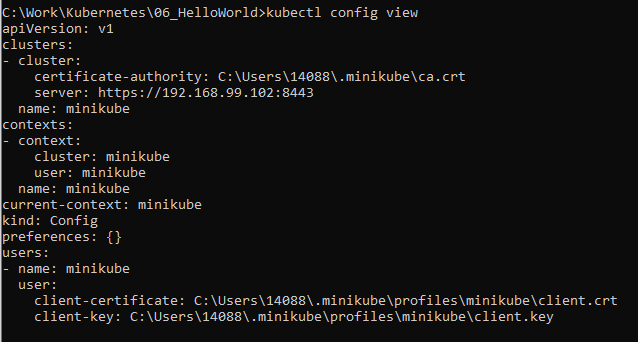 C:\Work\Kubernetes\06_HelloWorld>kubectl config view
apiVersion: v1
clusters:
- cluster:
    certificate-authority: C:\Users\14088\.minikube\ca.crt
    server: https://192.168.99.102:8443
  name: minikube
contexts:
- context:
    cluster: minikube
    user: minikube
  name: minikube
current-context: minikube
kind: Config
preferences: {}
users:
- name: minikube
  user:
    client-certificate: C:\Users\14088\.minikube\profiles\minikube\client.crt
    client-key: C:\Users\14088\.minikube\profiles\minikube\client.key